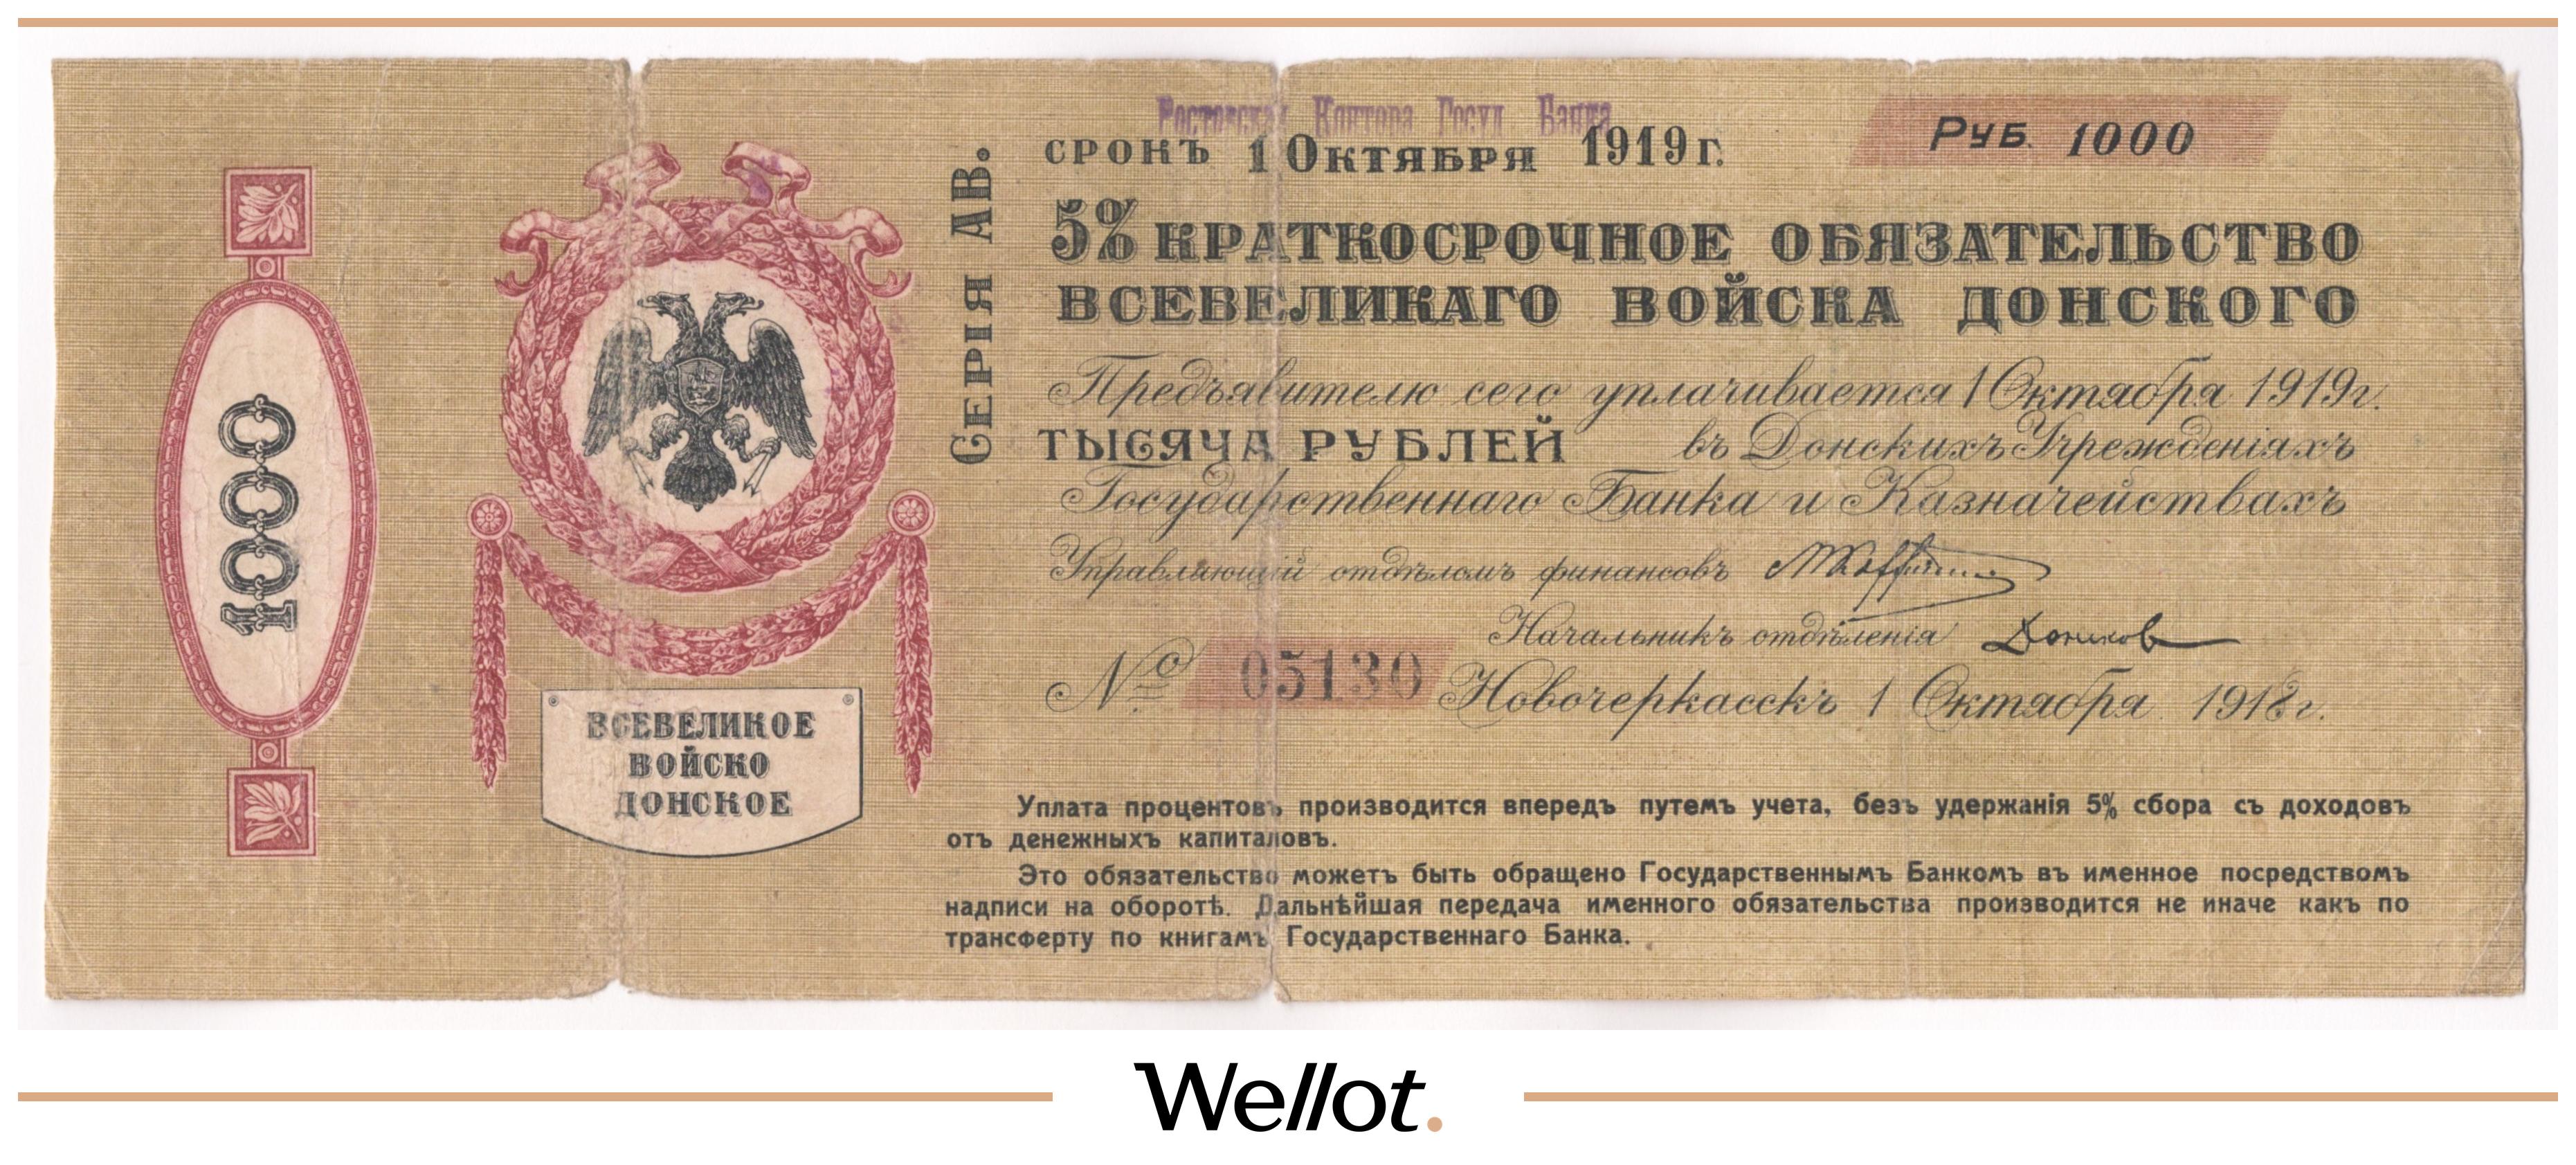 1000
ВСЕВЕЛИКОЕ
ВОЙСКО
ДОНСКОЕ
СЕРІЯ АВ.
Ростовская Контора Госуд Банка
СРОКЪ 1 ОКТЯБРЯ 1919 г.
РУБ. 1000
5% КРАТКОСРОЧНОЕ ОБЯЗАТЕЛЬСТВО
ВСЕВЕЛИКАГО ВОЙСКА ДОНСКОГО
Предъявителю сего уплачивается 1 Октября 1919 г.
ТЫСЯЧА РУБЛЕЙ въ Донскихъ Учрежденіяхъ
Государственнаго Банка и Казначействахъ
Управляющій отдѣломъ финансовъ
Начальникъ отдѣленія
№ 05130 Новочеркасскъ 1 Октября 1918 г.
Уплата процентовъ производится впередъ путемъ учета, безъ удержанія 5% сбора съ доходовъ
отъ денежныхъ капиталовъ.
Это обязательство можетъ быть обращено Государственнымъ Банкомъ въ именное посредствомъ
надписи на оборотѣ. Дальнѣйшая передача именного обязательства производится не иначе какъ по
трансферту по книгамъ Государственнаго Банка.
Wellot.